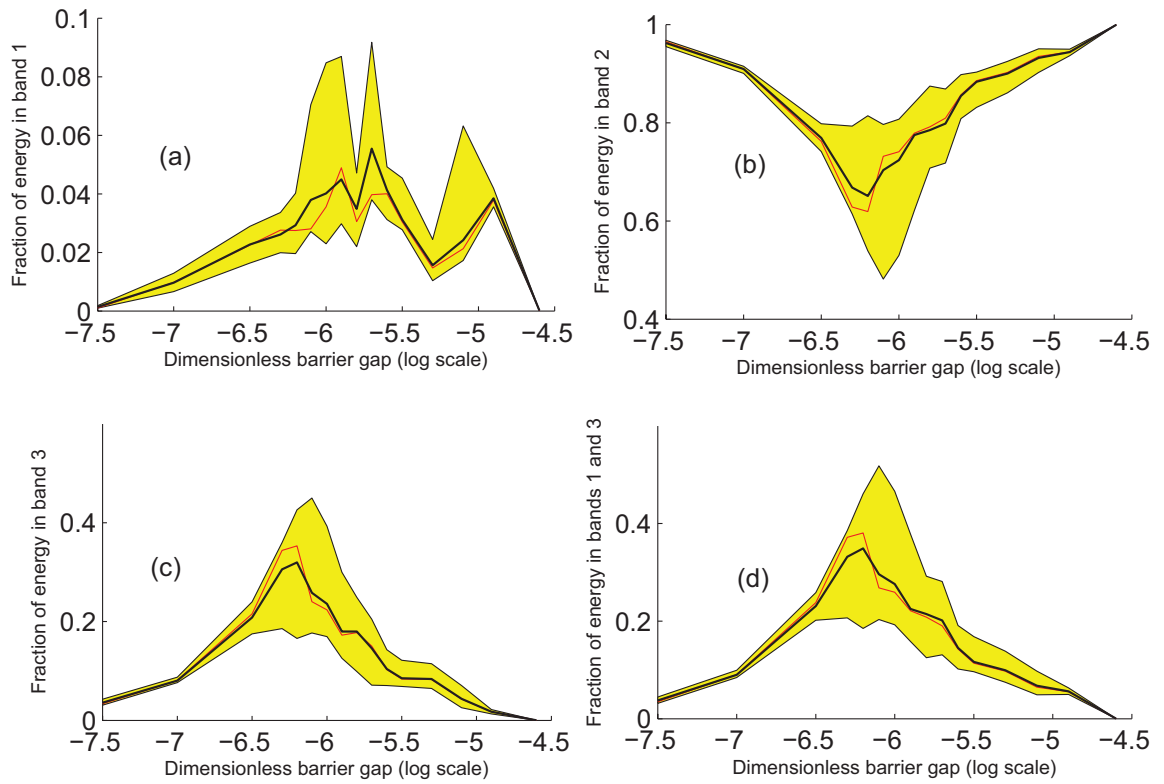 Fraction of energy in band 1
0.1
0.08
0.06
0.04
0.02
0
(a)
−7.5 −7 −6.5 −6 −5.5 −5 −4.5
Dimensionless barrier gap (log scale)
Fraction of energy in band 2
1
0.8
0.6
0.4
(b)
−7.5 −7 −6.5 −6 −5.5 −5 −4.5
Dimensionless barrier gap (log scale)
Fraction of energy in band 3
0.4
0.2
0
(c)
−7.5 −7 −6.5 −6 −5.5 −5 −4.5
Dimensionless barrier gap (log scale)
Fraction of energy in bands 1 and 3
0.4
0.2
0
(d)
−7.5 −7 −6.5 −6 −5.5 −5 −4.5
Dimensionless barrier gap (log scale)